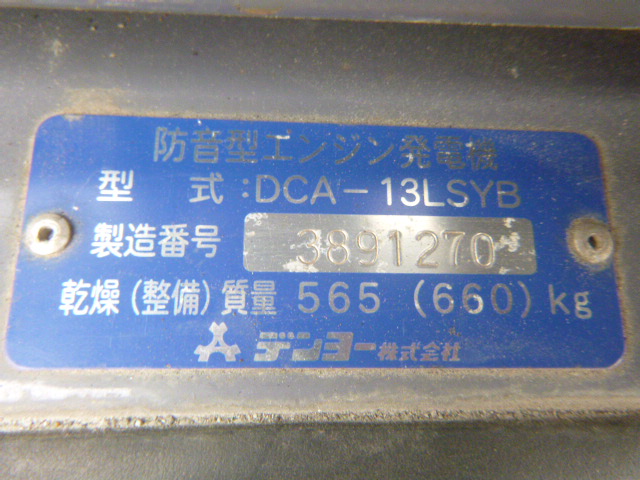 防音型エンジン発電機
型 式:DCA-13LSYB
製造番号 3891270
乾燥(整備)質量 565 (660) kg
デンヨー株式会社